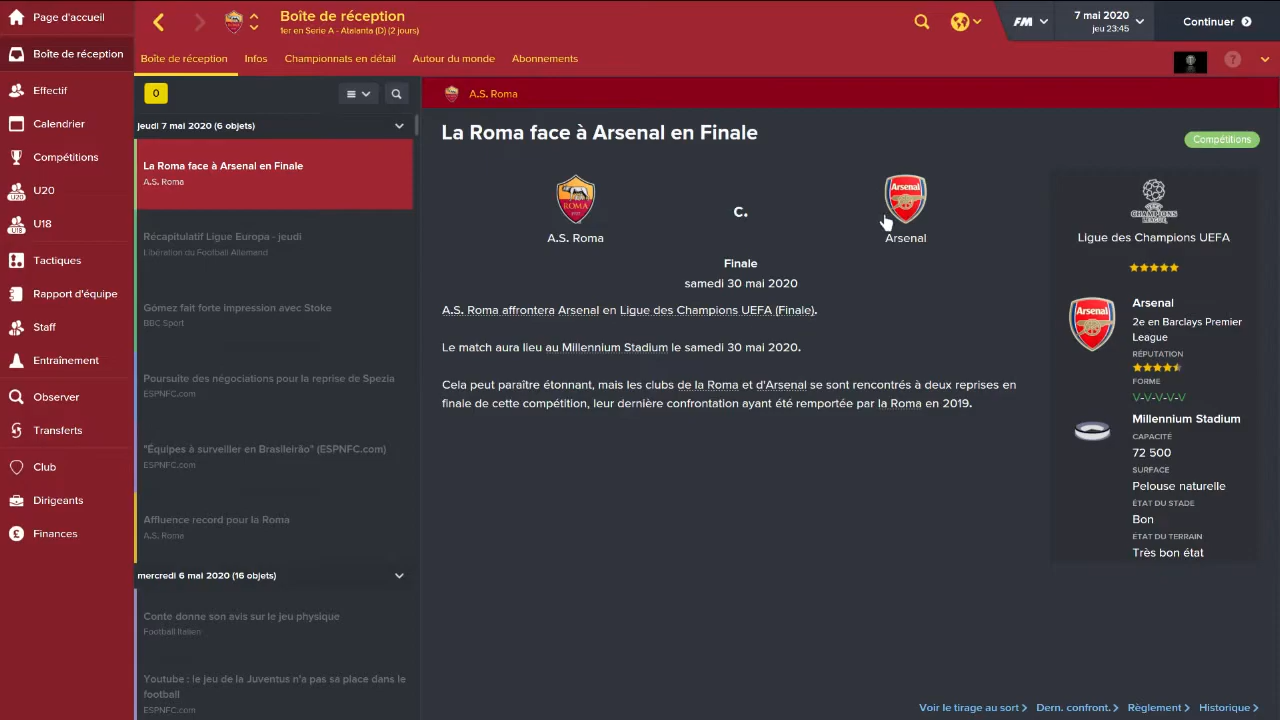 Page d'accueil
Boîte de réception
Effectif
Calendrier
Compétitions
U20
U20
U18
U18
Tactiques
Rapport d'équipe
Staff
Entraînement
Observer
Transferts
Club
Dirigeants
Finances
Boîte de réception
1er en Serie A - Atalanta (D) (2 jours)
FM
7 mai 2020
jeu 23:45
Continuer
Boîte de réception
Infos
Championnats en détail
Autour du monde
Abonnements
?
0
jeudi 7 mai 2020 (6 objets)
La Roma face à Arsenal en Finale
A.S. Roma
Récapitulatif Ligue Europa - jeudi
Libération du Football Allemand
Gómez fait forte impression avec Stoke
BBC Sport
Poursuite des négociations pour la reprise de Spezia
ESPNFC.com
"Équipes à surveiller en Brasileirão" (ESPNFC.com)
ESPNFC.com
Affluence record pour la Roma
A.S. Roma
mercredi 6 mai 2020 (16 objets)
Conte donne son avis sur le jeu physique
Football Italien
Youtube : le jeu de la Juventus n'a pas sa place dans le
football
ESPNFC.com
A.S. Roma
La Roma face à Arsenal en Finale
Compétitions
ROMA
Arsenal
c.
A.S. Roma
Arsenal
Finale
samedi 30 mai 2020
A.S. Roma affrontera Arsenal en Ligue des Champions UEFA (Finale).
Le match aura lieu au Millennium Stadium le samedi 30 mai 2020.
Cela peut paraître étonnant, mais les clubs de la Roma et d'Arsenal se sont rencontrés à deux reprises en
finale de cette compétition, leur dernière confrontation ayant été remportée par la Roma en 2019.
CHAMPIONS
Ligue des Champions UEFA
Arsenal
Arsenal
2e en Barclays Premier
League
RÉPUTATION
FORME
V-V-V-V-V
Millennium Stadium
CAPACITÉ
72 500
SURFACE
Pelouse naturelle
ÉTAT DU STADE
Bon
ÉTAT DU TERRAIN
Très bon état
Voir le tirage au sort
Dern. confront.
Règlement
Historique